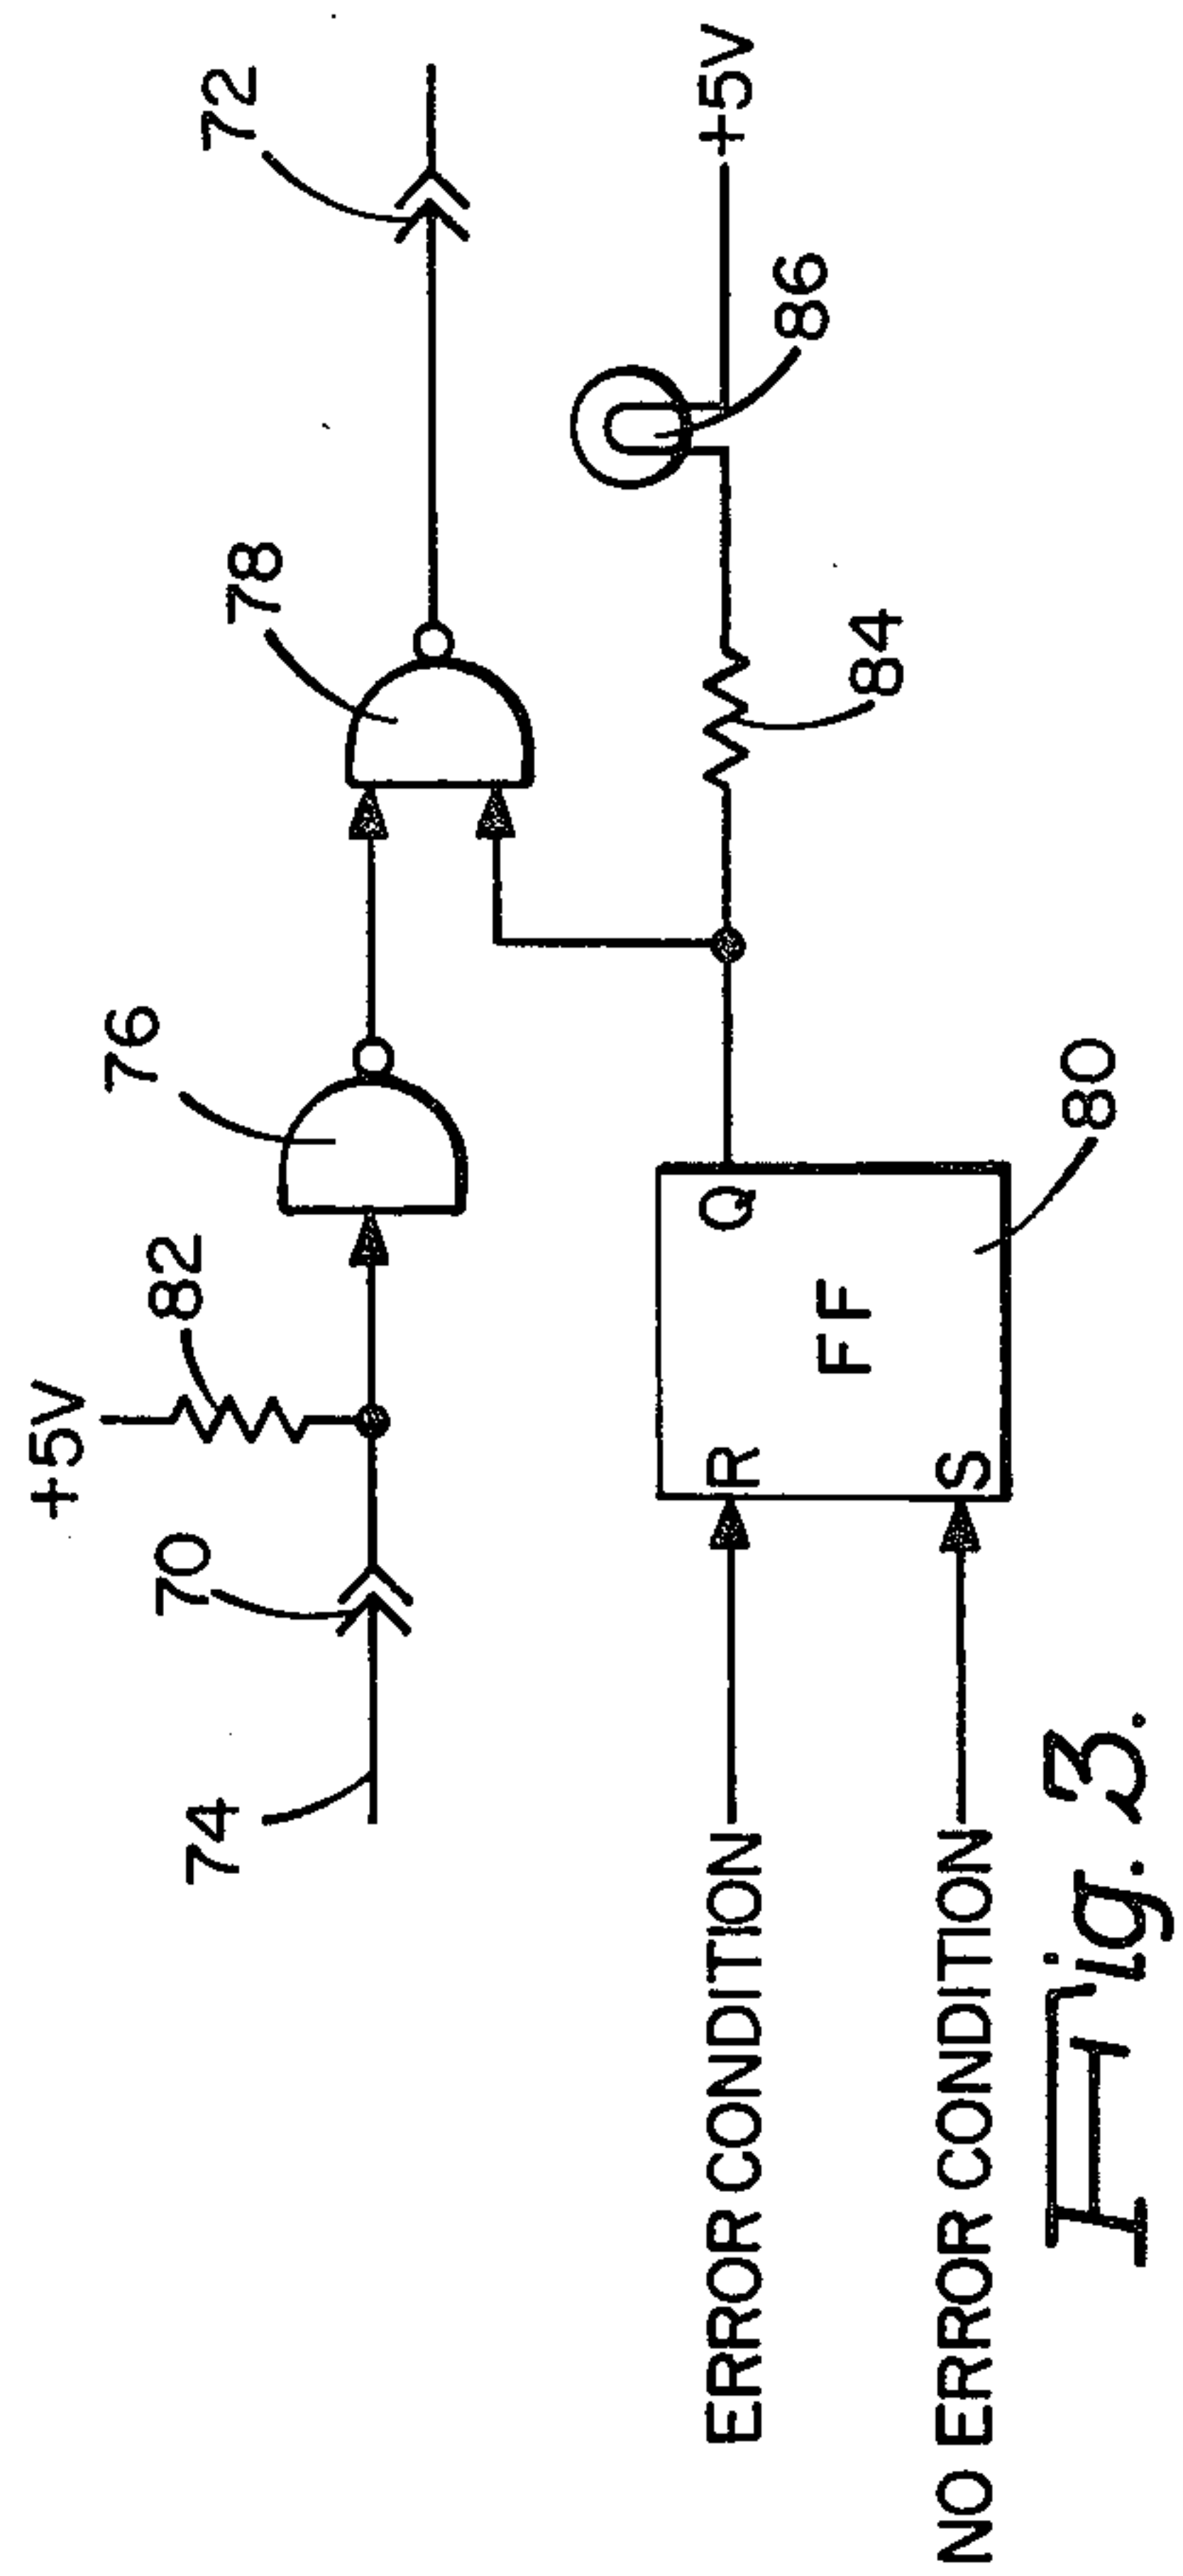 +5V
70
82
76
78
72
74
ERROR CONDITION
R
Q
FF
NO ERROR CONDITION
S
80
84
86
+5V
Fig. 3.